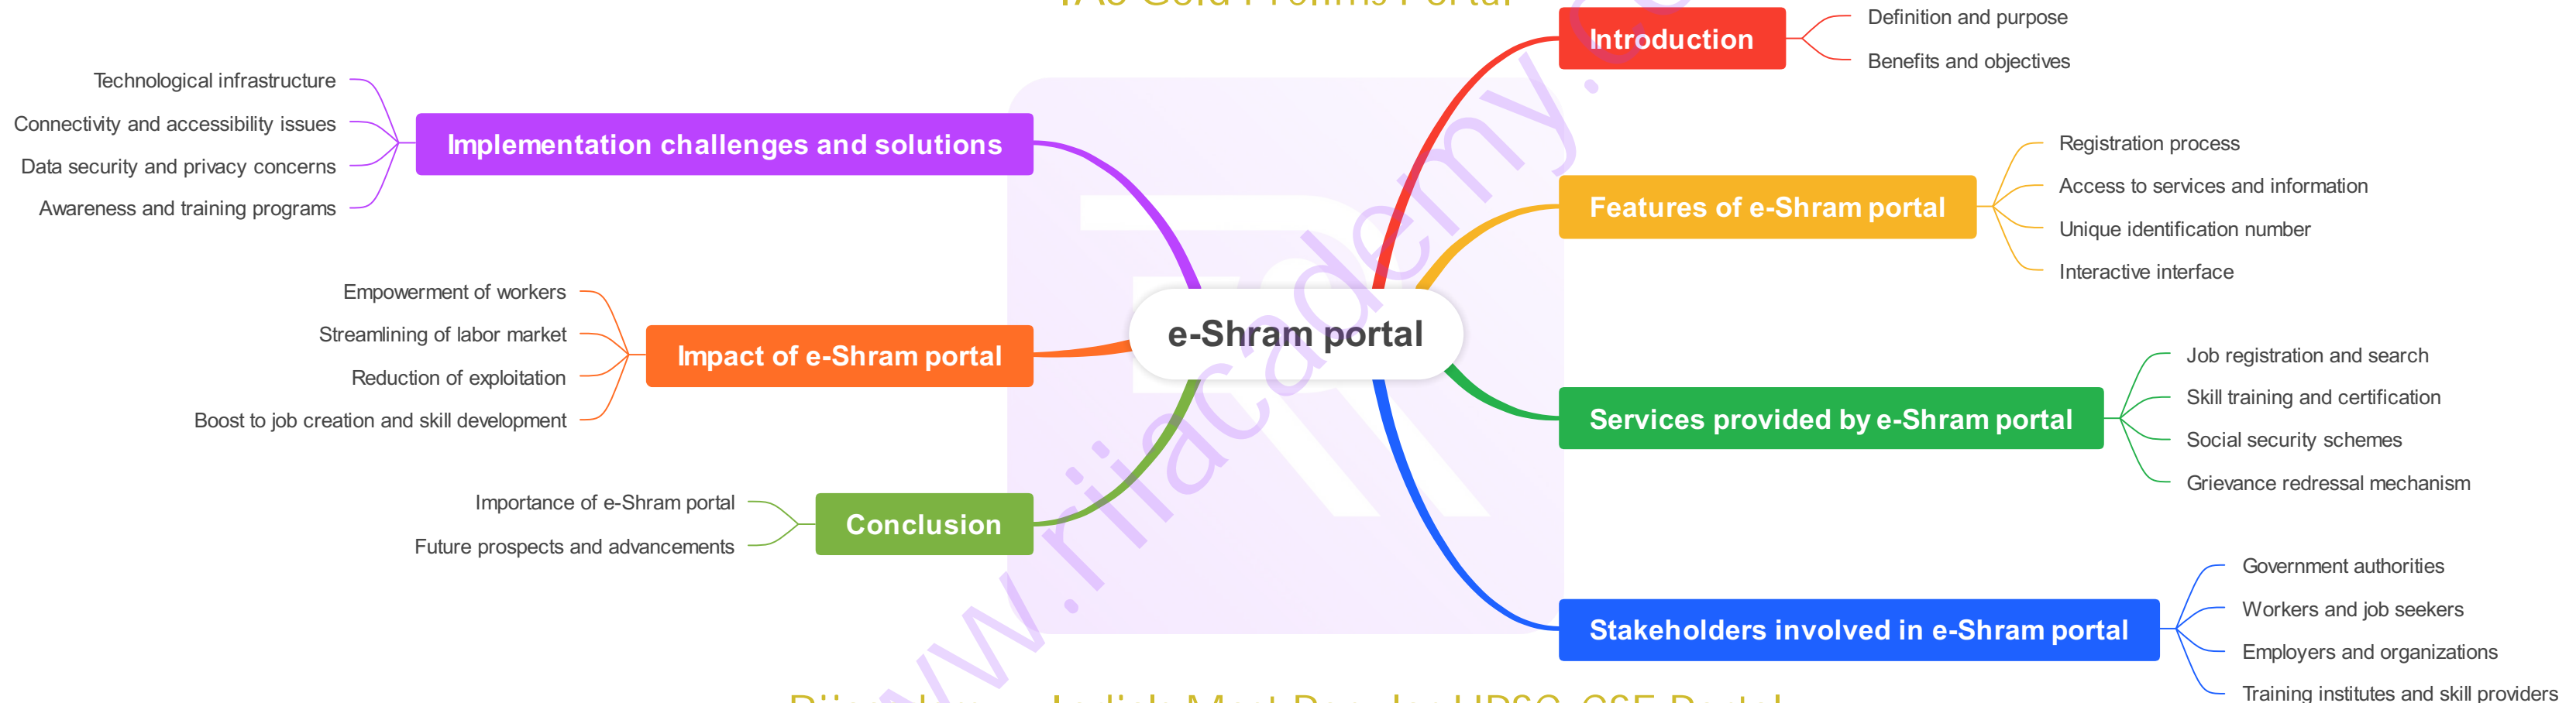 Introduction
Definition and purpose
Benefits and objectives
Features of e-Shram portal
Registration process
Access to services and information
Unique identification number
Interactive interface
Services provided by e-Shram portal
Job registration and search
Skill training and certification
Social security schemes
Grievance redressal mechanism
Stakeholders involved in e-Shram portal
Government authorities
Workers and job seekers
Employers and organizations
Training institutes and skill providers
e-Shram portal
Implementation challenges and solutions
Technological infrastructure
Connectivity and accessibility issues
Data security and privacy concerns
Awareness and training programs
Impact of e-Shram portal
Empowerment of workers
Streamlining of labor market
Reduction of exploitation
Boost to job creation and skill development
Conclusion
Importance of e-Shram portal
Future prospects and advancements